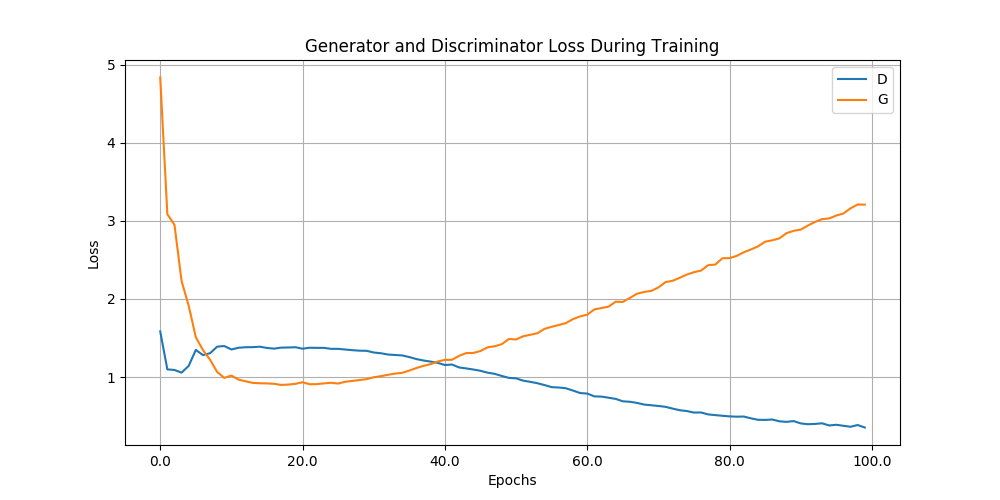 Generator and Discriminator Loss During Training
D
G
Loss
5
4
3
2
1
0.0 20.0 40.0 60.0 80.0 100.0
Epochs